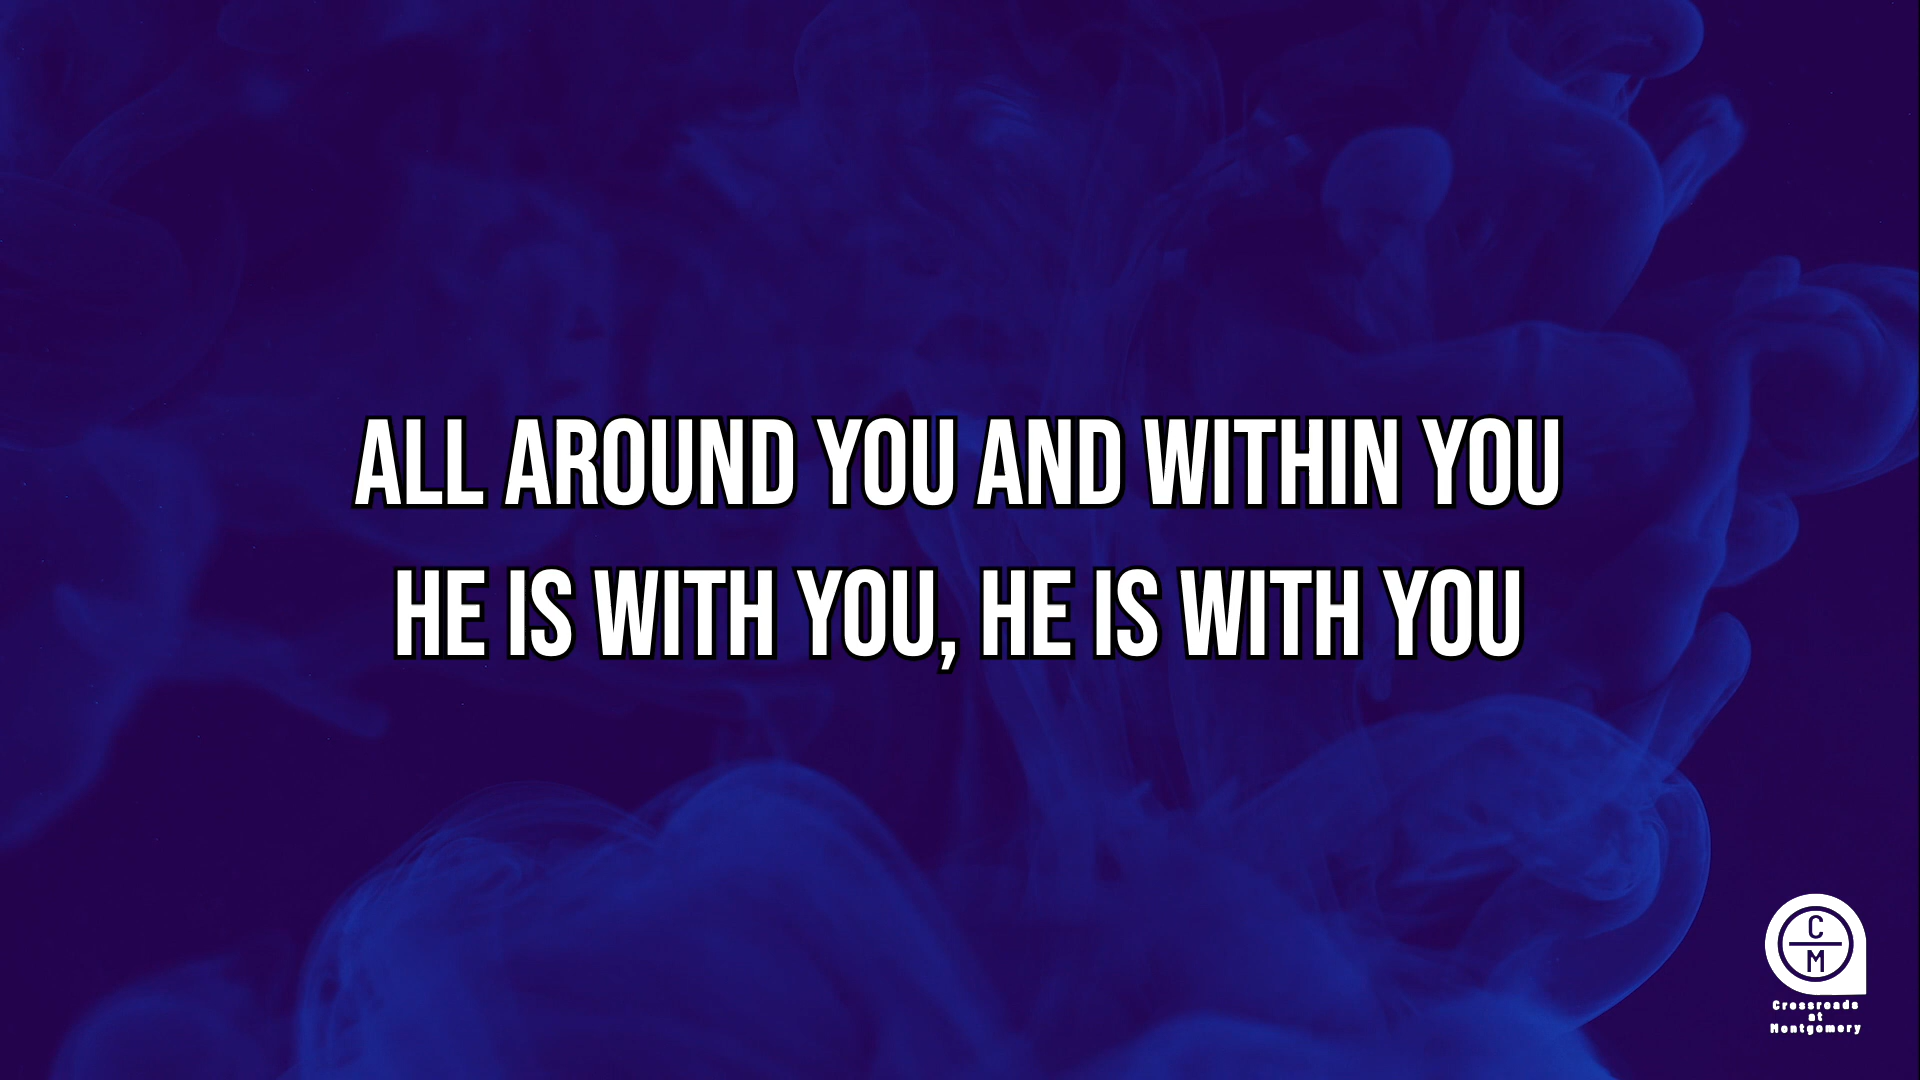 ALL AROUND YOU AND WITHIN YOU
HE IS WITH YOU, HE IS WITH YOU
C
M
Crossroads
at
Montgomery